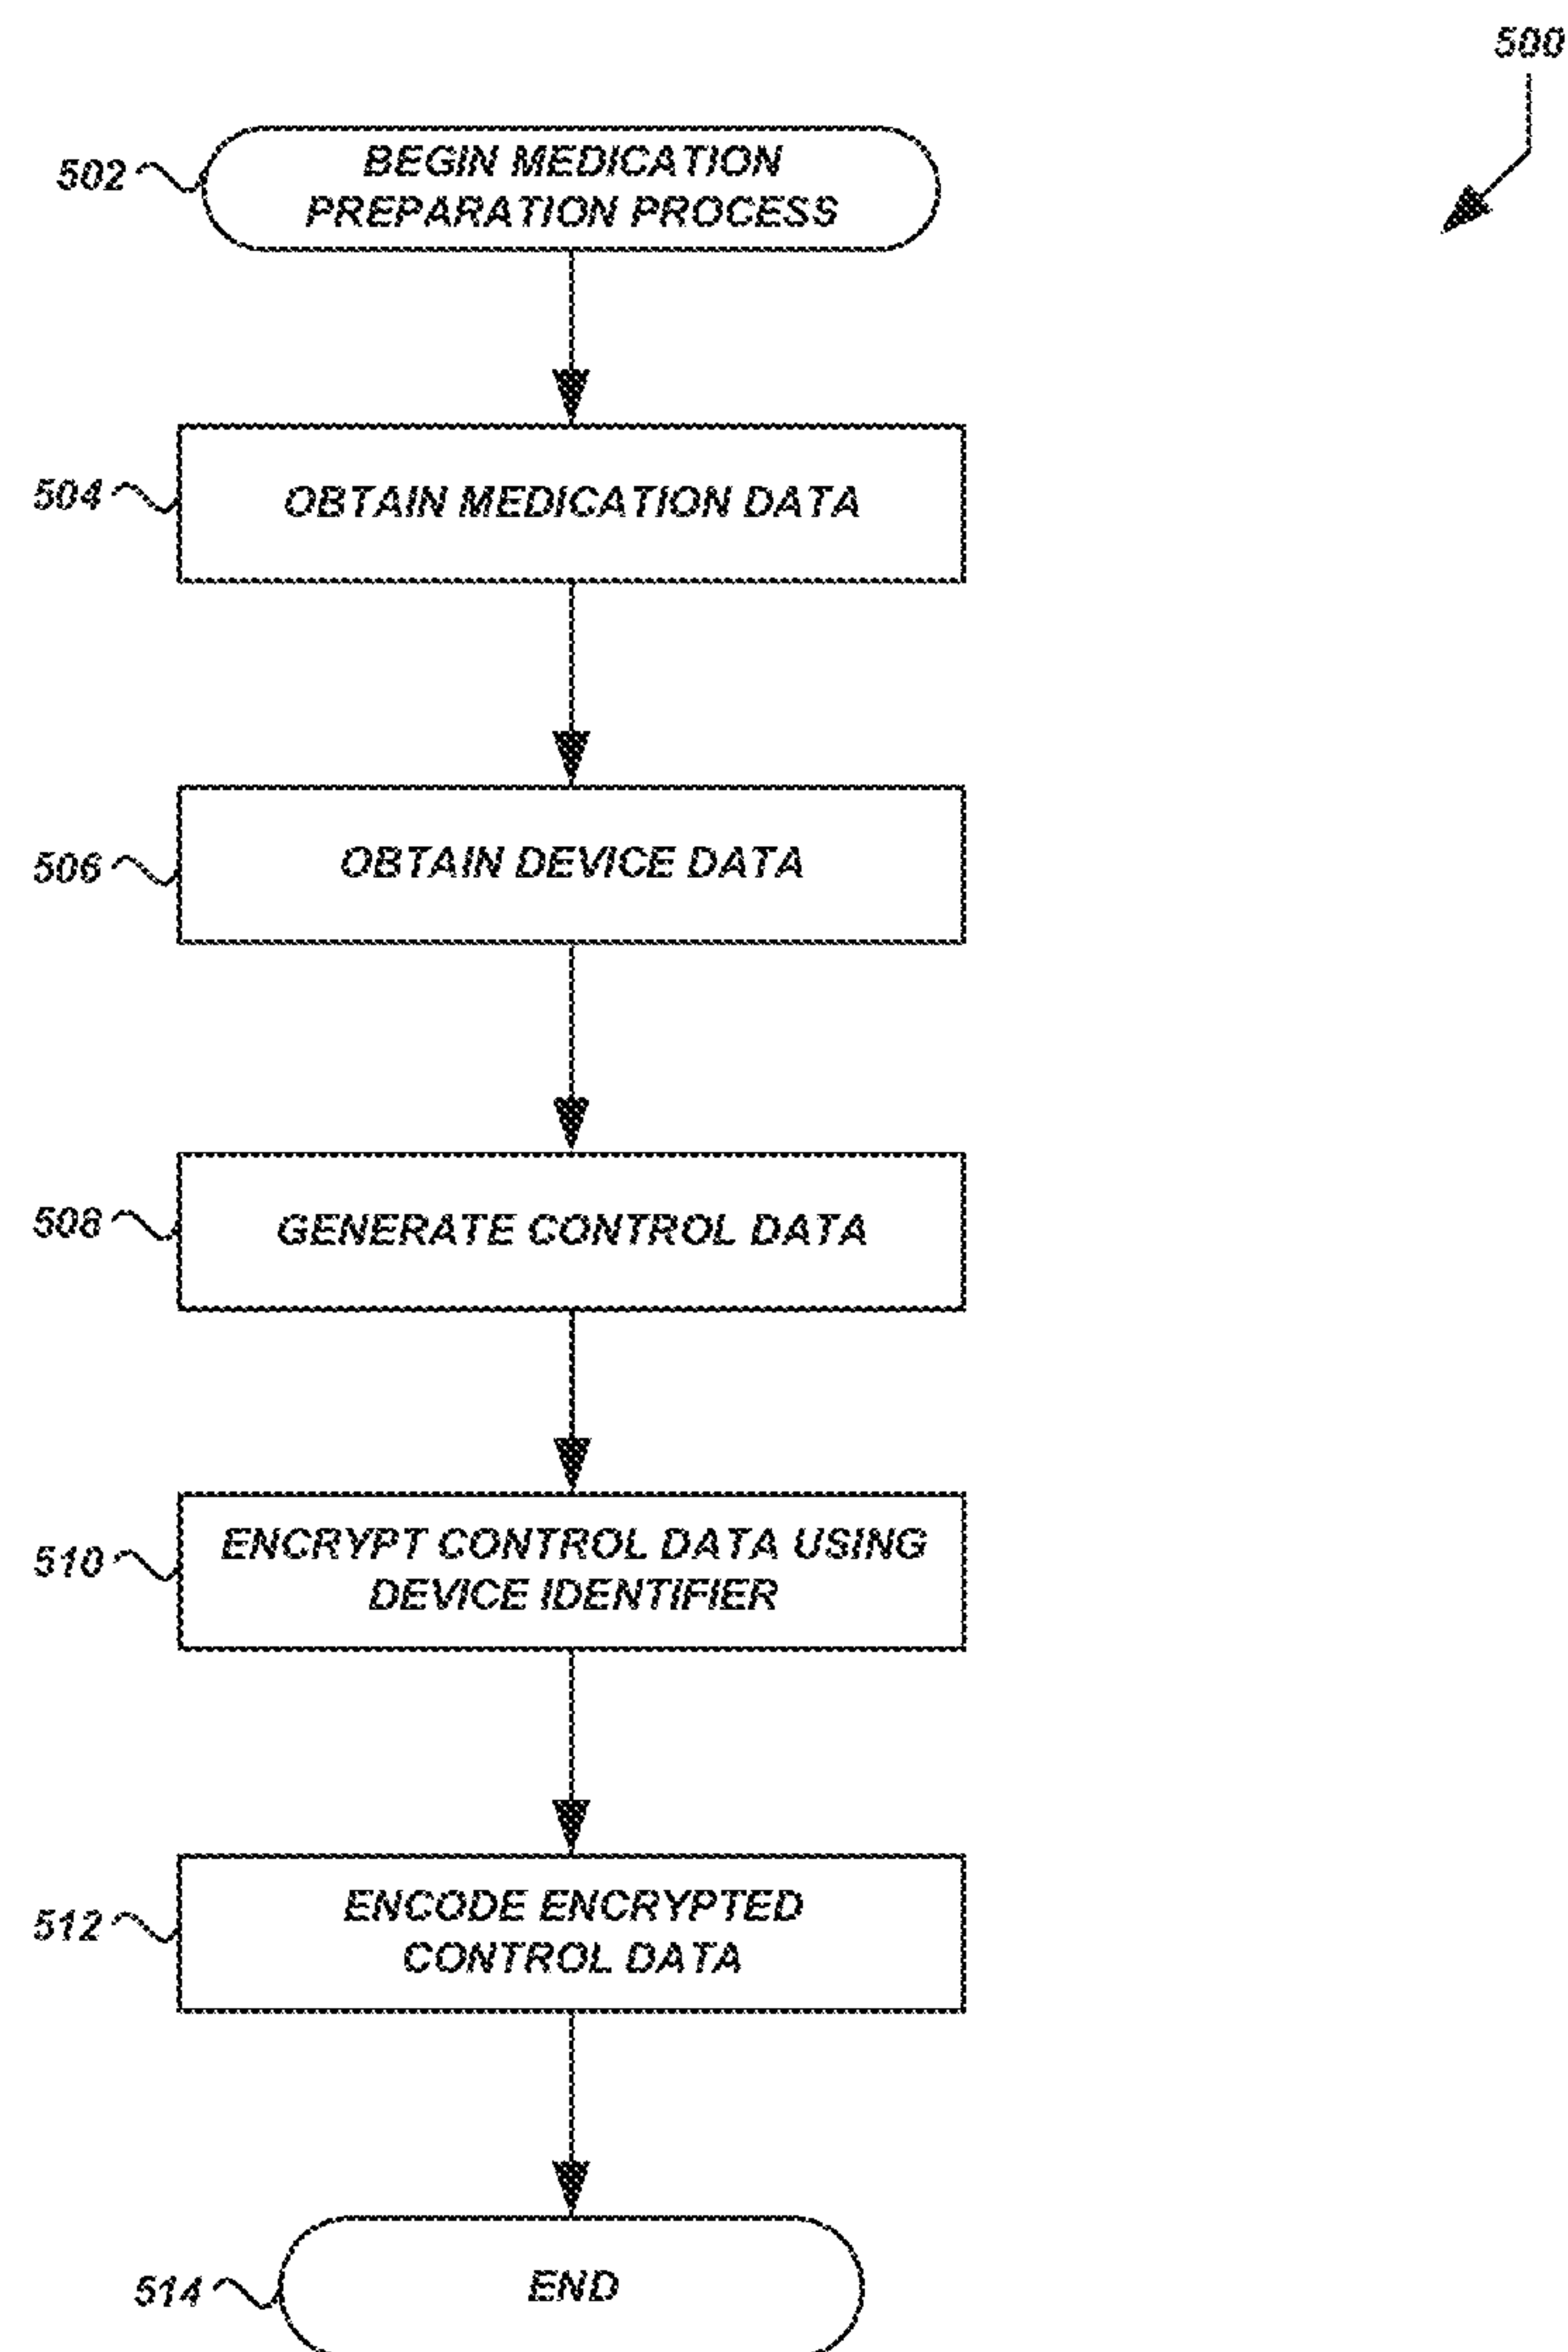 500
502
BEGIN MEDICATION
PREPARATION PROCESS
504
OBTAIN MEDICATION DATA
506
OBTAIN DEVICE DATA
508
GENERATE CONTROL DATA
510
ENCRYPT CONTROL DATA USING
DEVICE IDENTIFIER
512
ENCODE ENCRYPTED
CONTROL DATA
514
END